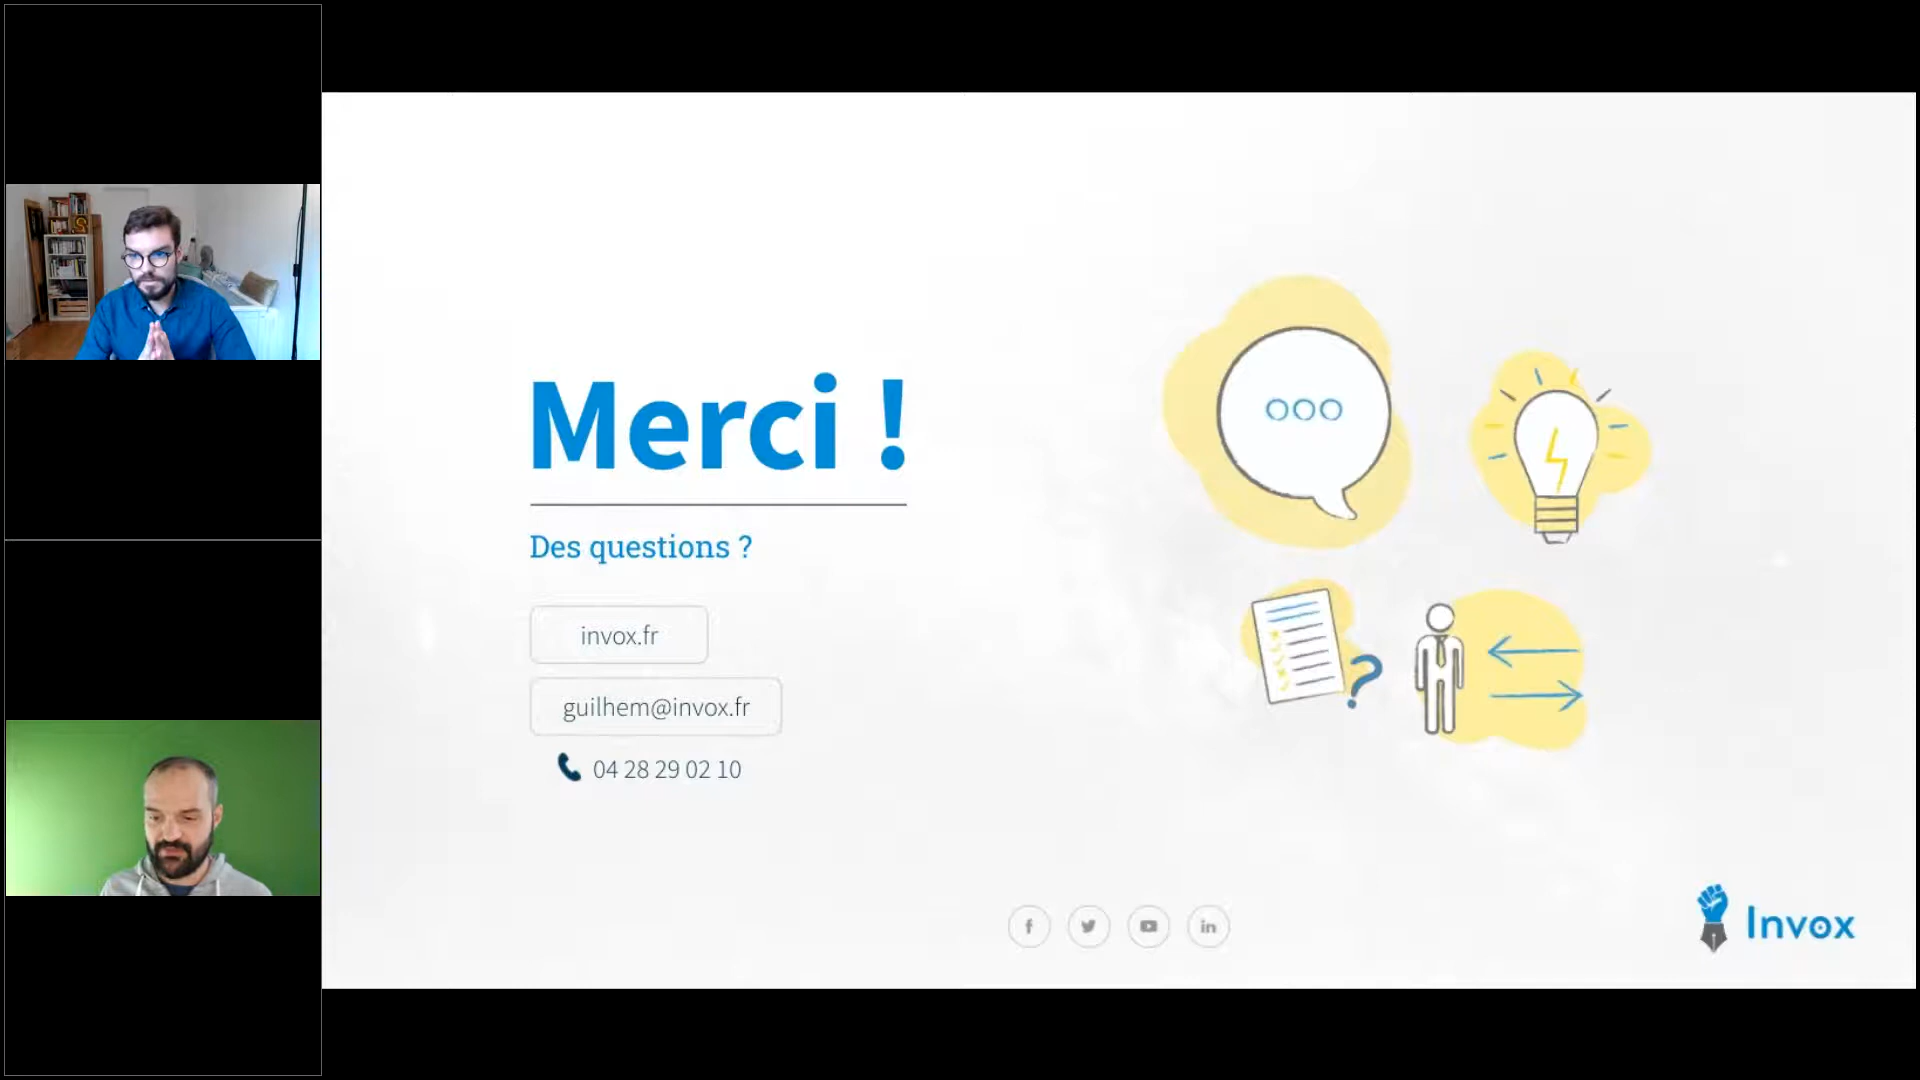 Merci !
Des questions ?
invox.fr
guilhem@invox.fr
04 28 29 02 10
Invox